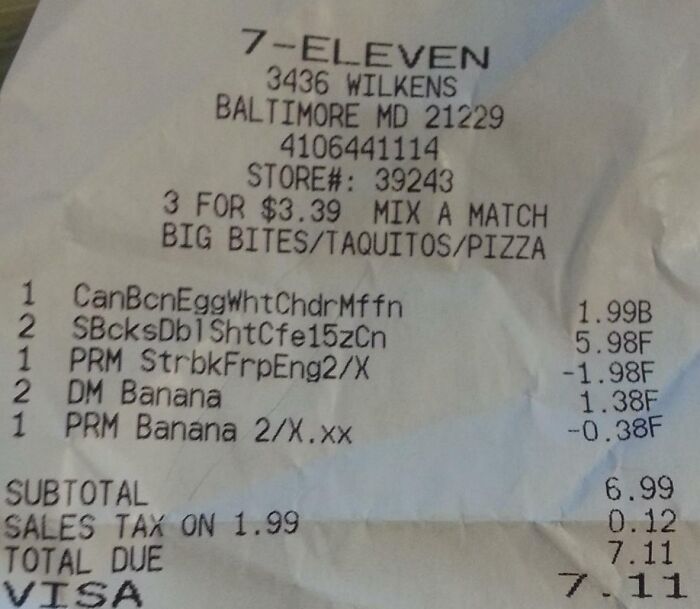 7-ELEVEN
3436 WILKENS
BALTIMORE MD 21229
4106441114
STORE#: 39243
3 FOR $3.39 MIX A MATCH
BIG BITES/TAQUITOS/PIZZA
1 CanBcnEggWhtChdrMffn 1.99B
2 SBcksDblShtCfe15zCn 5.98F
1 PRM StrbkFrpEng2/X -1.98F
2 DM Banana 1.38F
1 PRM Banana 2/X.xx -0.38F
SUBTOTAL 6.99
SALES TAX ON 1.99 0.12
TOTAL DUE 7.11
VISA 7.11